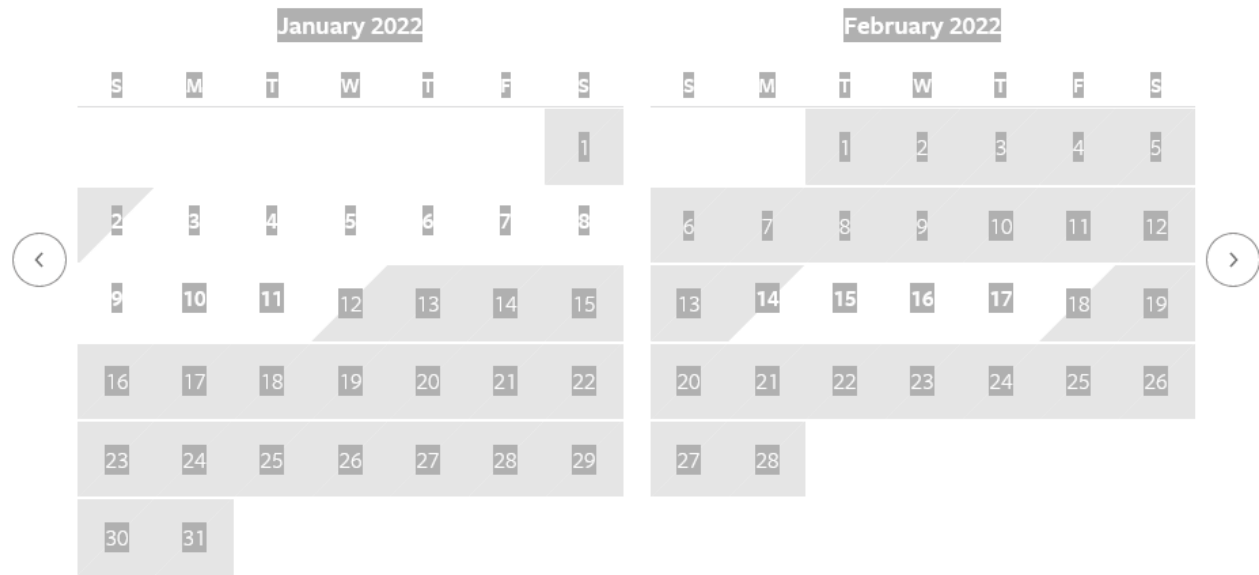 January 2022
S M T W T F S
1
2 3 4 5 6 7 8
9 10 11 12 13 14 15
16 17 18 19 20 21 22
23 24 25 26 27 28 29
30 31
February 2022
S M T W T F S
1 2 3 4 5
6 7 8 9 10 11 12
13 14 15 16 17 18 19
20 21 22 23 24 25 26
27 28